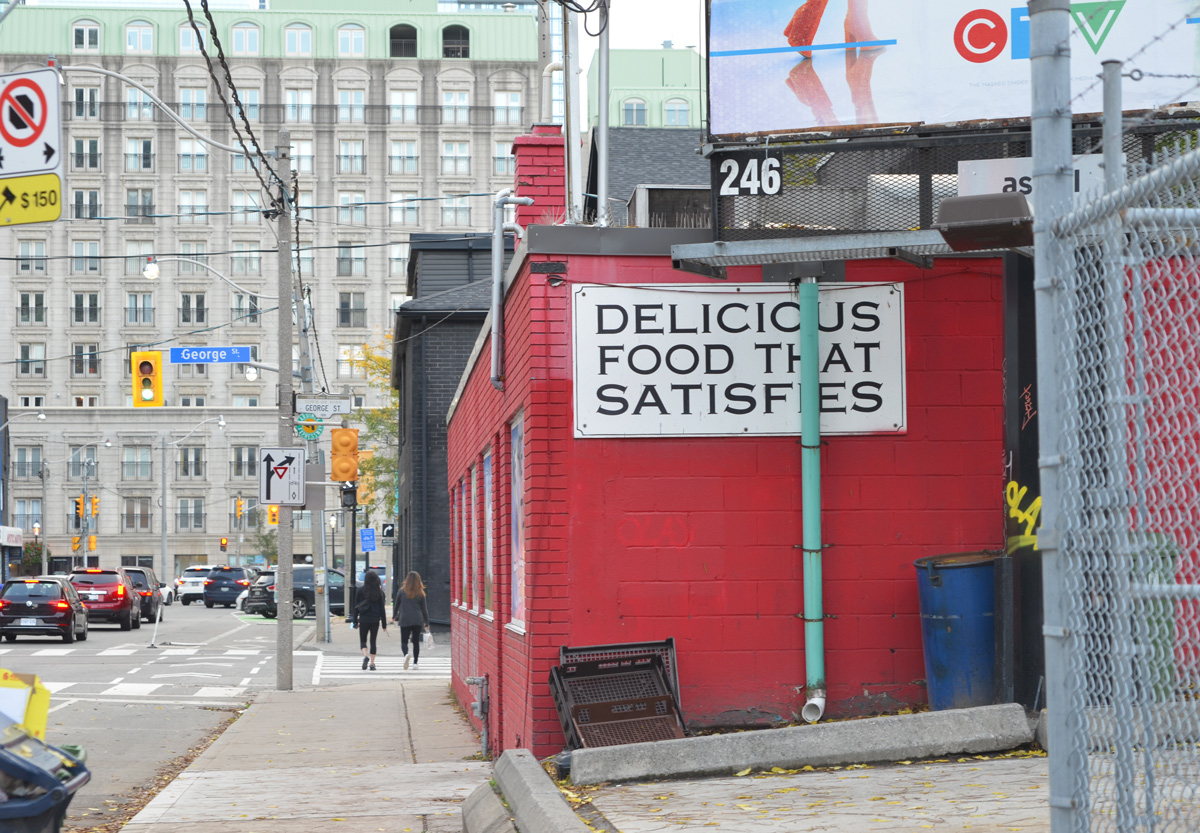 $150
George St.
GEORGE ST.
246
DELICIOUS
FOOD THAT
SATISFIES